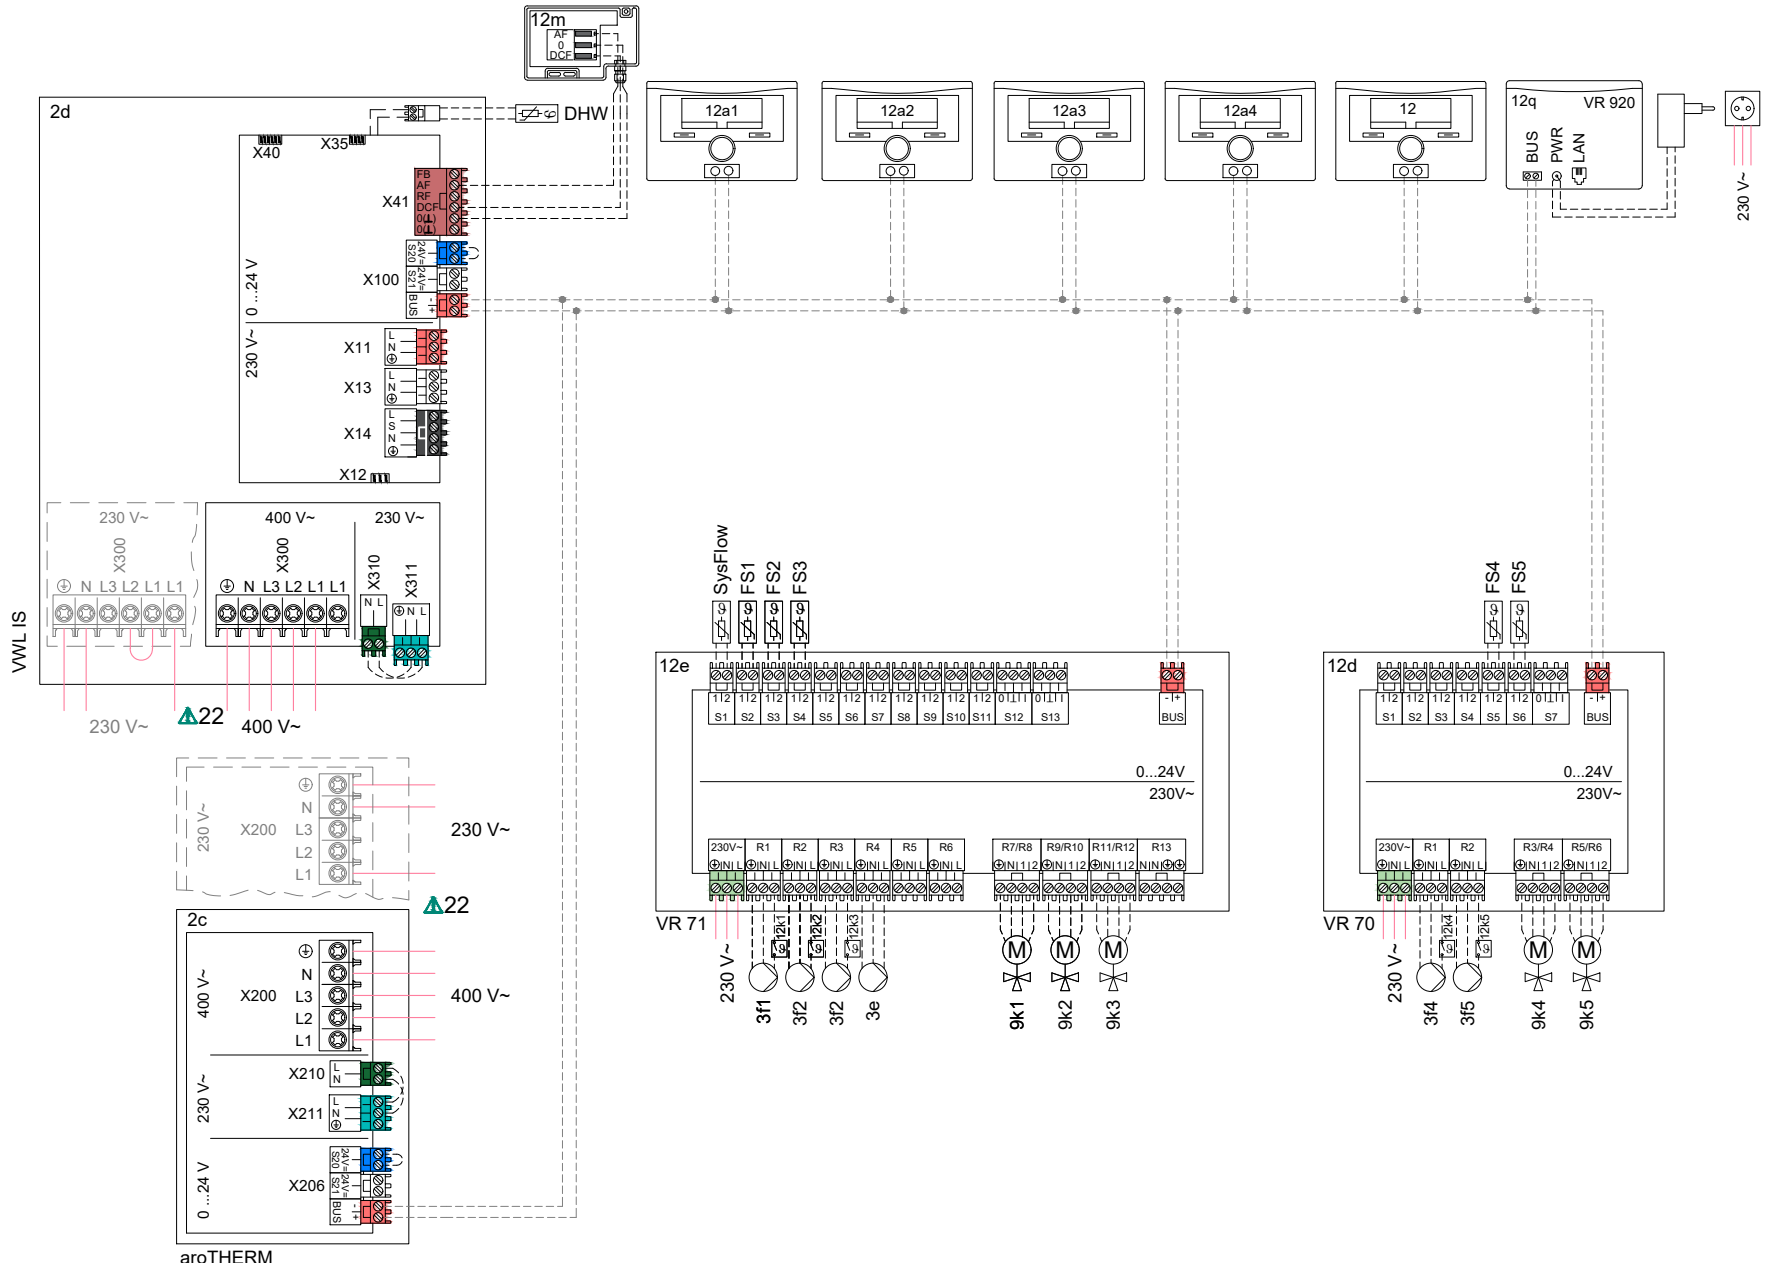 12m
AF
0
DCF
2d
DHW
12a1
12a2
12a3
12a4
12
12q
VR 920
BUS
PWR
LAN
230 V~
X40
X35
X41
FB
AF
RF
DCF
0(⊥)
0(⊥)
X100
24V=
S20
24V=
S21
BUS
-
+
0 ...24 V
230 V~
X11
L
N
X13
L
N
X14
L
S
N
X12
230 V~
X300
N L3 L2 L1 L1
400 V~
X300
N L3 L2 L1 L1
230 V~
X310
N L
X311
N L
VWL IS
230 V~
22
400 V~
230 V~
X200
N
L3
L2
L1
230 V~
22
2c
400 V~
X200
N
L3
L2
L1
400 V~
230 V~
X210
L
N
X211
L
N
0 ...24 V
X206
24V=
S20
24V=
S21
BUS
-
+
aroTHERM
SysFlow
FS1
FS2
FS3
12e
1 2
S1 S2 S3 S4 S5 S6 S7 S8 S9 S10 S11 S12 S13
- +
BUS
0...24V
230V~
230V~ R1 R2 R3 R4 R5 R6 R7/R8 R9/R10 R11/R12 R13
VR 71
230 V~
12k1
12k2
12k3
3f1
3f2
3f2
3e
M
M
M
9k1
9k2
9k3
FS4
FS5
12d
S1 S2 S3 S4 S5 S6 S7
- +
BUS
0...24V
230V~
230V~ R1 R2 R3/R4 R5/R6
VR 70
230 V~
12k4
12k5
3f4
3f5
M
M
9k4
9k5